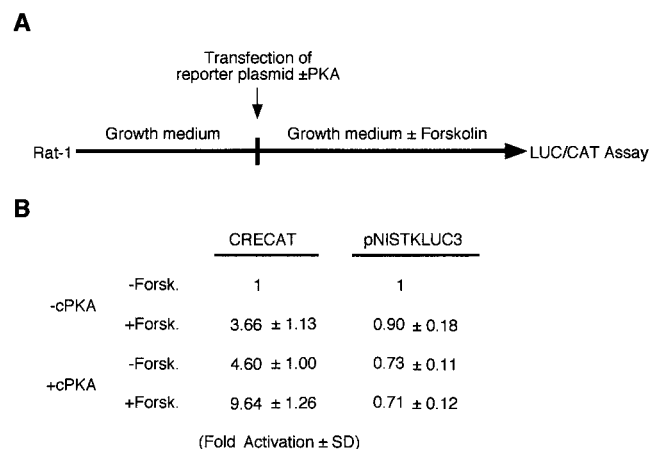 A
Transfection of
reporter plasmid ±PKA
Growth medium
Growth medium ± Forskolin
Rat-1
LUC/CAT Assay
B
CRECAT pNISTKLUC3
-cPKA
-Forsk. 1 1
+Forsk. 3.66 ± 1.13 0.90 ± 0.18
+cPKA
-Forsk. 4.60 ± 1.00 0.73 ± 0.11
+Forsk. 9.64 ± 1.26 0.71 ± 0.12
(Fold Activation ± SD)